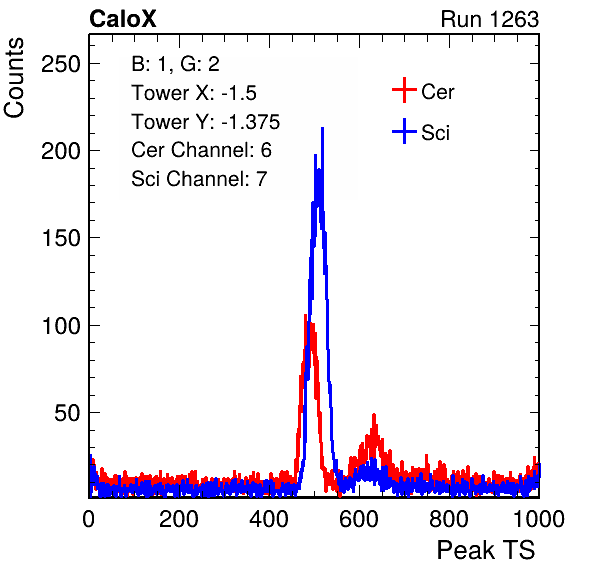 CaloX Run 1263
Counts
250
200
150
100
50
B: 1, G: 2
Tower X: -1.5
Tower Y: -1.375
Cer Channel: 6
Sci Channel: 7
Cer
Sci
0 200 400 600 800 1000
Peak TS